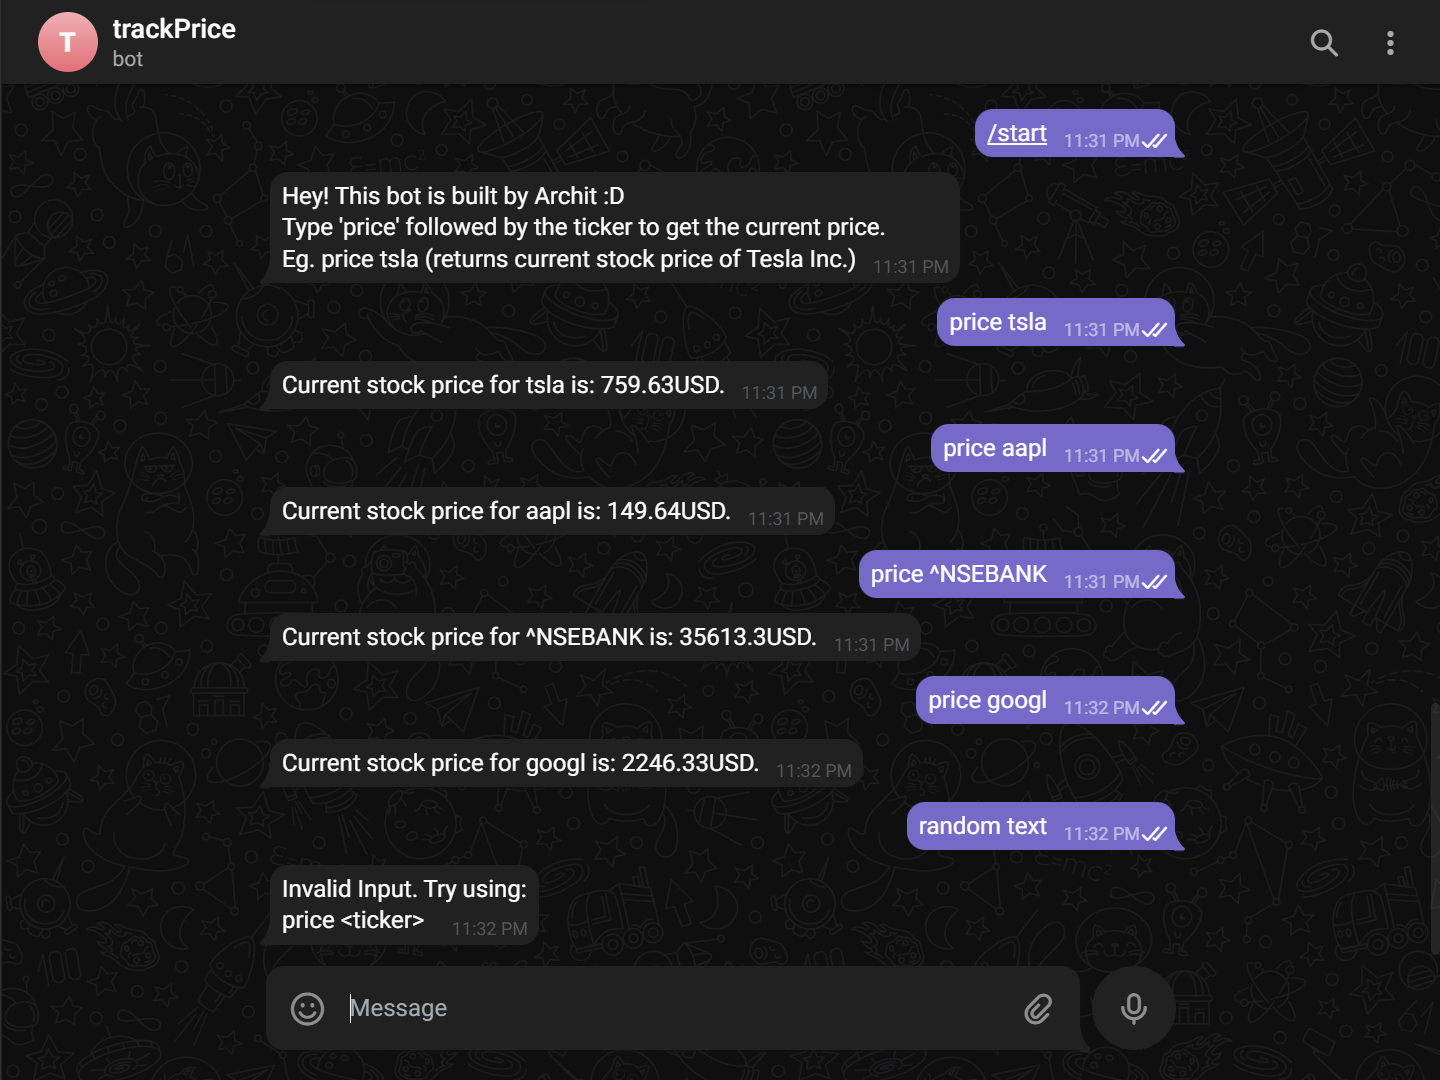 T
trackPrice
bot
/start 11:31 PM
Hey! This bot is built by Archit :D
Type 'price' followed by the ticker to get the current price.
Eg. price tsla (returns current stock price of Tesla Inc.) 11:31 PM
price tsla 11:31 PM
Current stock price for tsla is: 759.63USD. 11:31 PM
price aapl 11:31 PM
Current stock price for aapl is: 149.64USD. 11:31 PM
price ^NSEBANK 11:31 PM
Current stock price for ^NSEBANK is: 35613.3USD. 11:31 PM
price googl 11:32 PM
Current stock price for googl is: 2246.33USD. 11:32 PM
random text 11:32 PM
Invalid Input. Try using:
price <ticker> 11:32 PM
Message